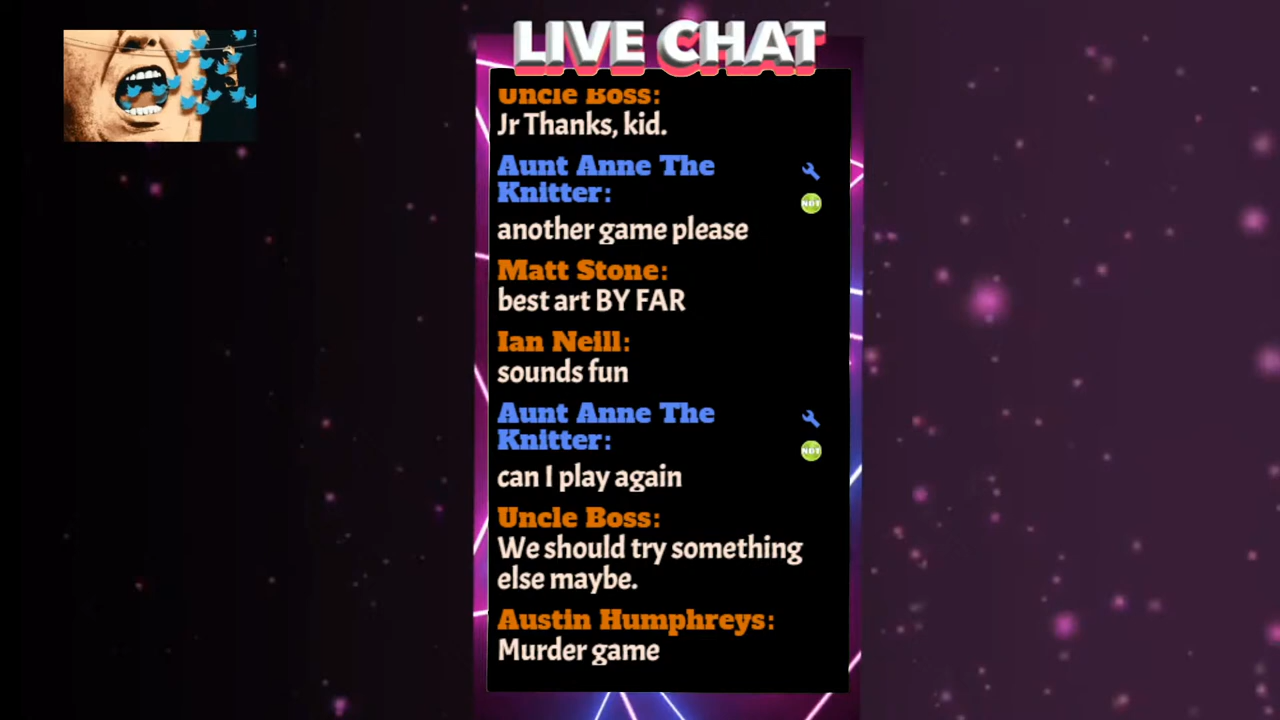 LIVE CHAT
Uncle Boss:
Jr Thanks, kid.
Aunt Anne The
Knitter:
NDT
another game please
Matt Stone:
best art BY FAR
Ian Neill:
sounds fun
Aunt Anne The
Knitter:
NDT
can I play again
Uncle Boss:
We should try something
else maybe.
Austin Humphreys:
Murder game